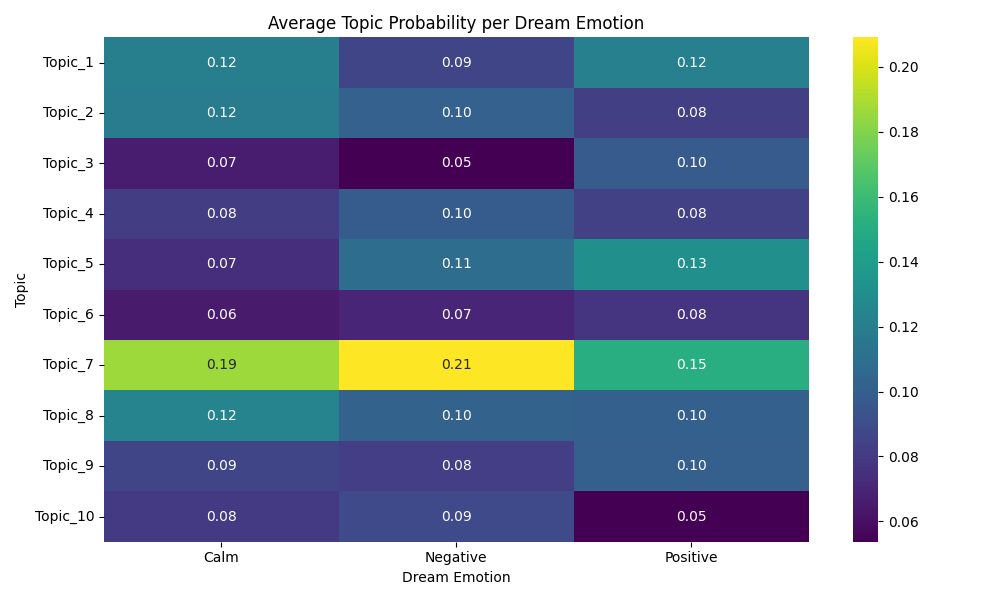 Average Topic Probability per Dream Emotion
Topic_1 0.12 0.09 0.12
Topic_2 0.12 0.10 0.08
Topic_3 0.07 0.05 0.10
Topic_4 0.08 0.10 0.08
Topic_5 0.07 0.11 0.13
Topic_6 0.06 0.07 0.08
Topic_7 0.19 0.21 0.15
Topic_8 0.12 0.10 0.10
Topic_9 0.09 0.08 0.10
Topic_10 0.08 0.09 0.05
Calm Negative Positive
Dream Emotion
Topic
0.20
0.18
0.16
0.14
0.12
0.10
0.08
0.06